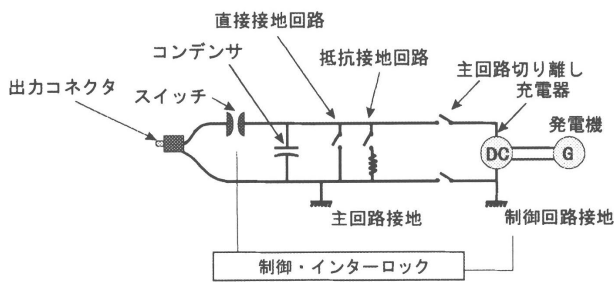 直接接地回路
コンデンサ
抵抗接地回路
主回路切り離し
出力コネクタ
スイッチ
充電器
発電機
DC
G
主回路接地
制御回路接地
制御・インターロック